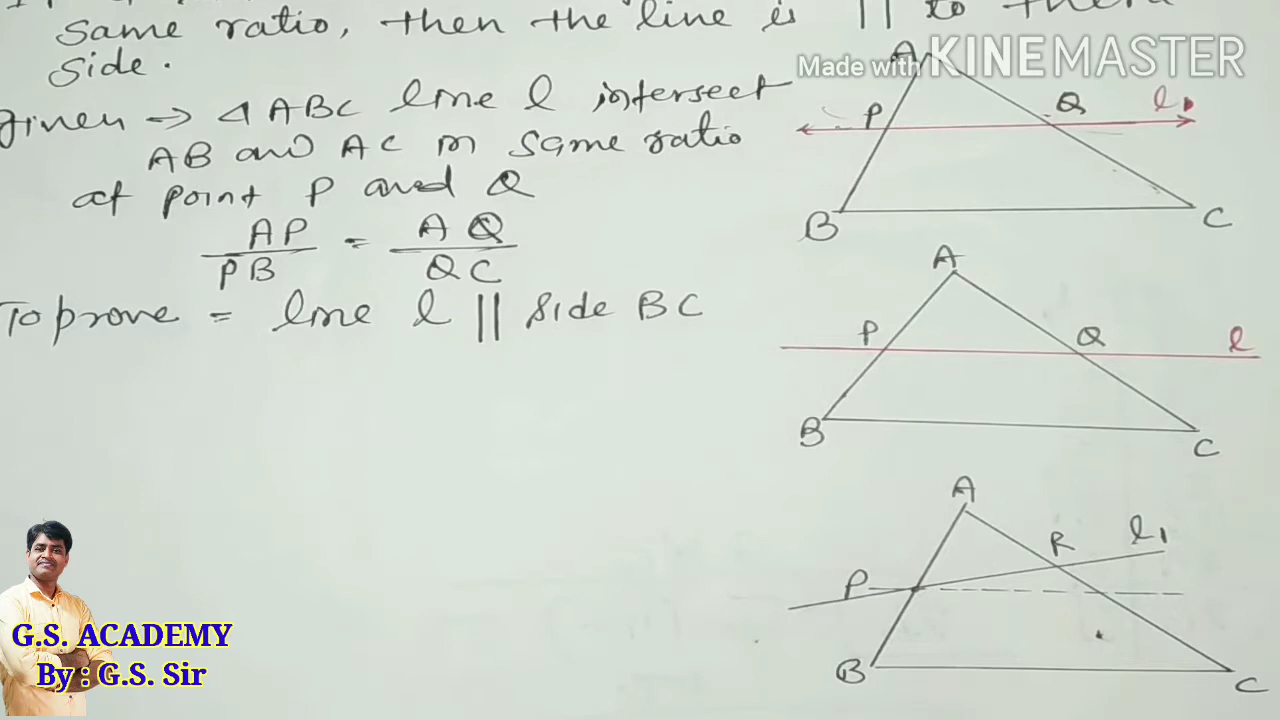 same ratio, then the line is || to
side.
given → △ ABC line l intersect
AB and AC in same ratio
at point P and Q
AP/PB = AQ/QC
To prove = line l || side BC
Made with KINEMASTER
A
P Q l
B C
A
P Q l
B C
A
R l1
P
B C
G.S. ACADEMY
By : G.S. Sir